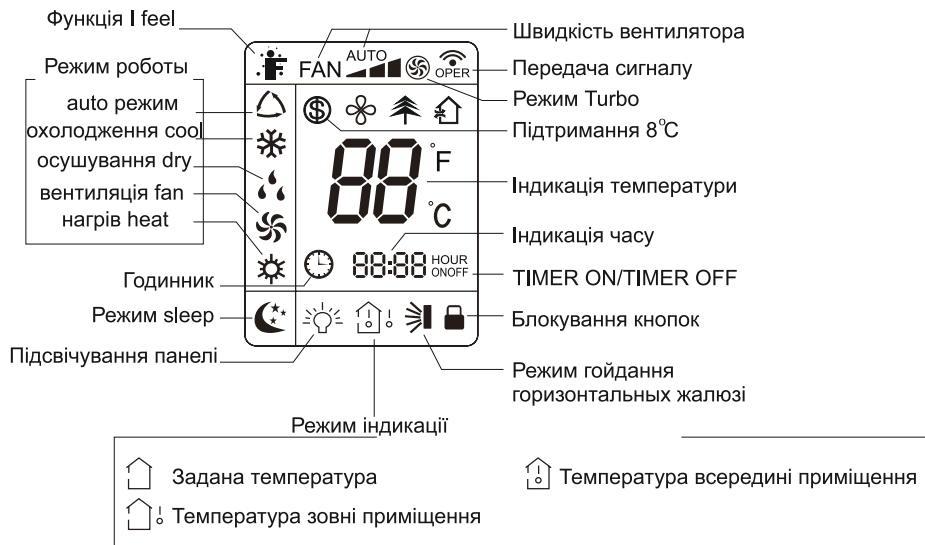 Функція I feel
Режим роботы
auto режим
охолодження cool
осушування dry
вентиляція fan
нагрів heat
Годинник
Режим sleep
Підсвічування панелі
FAN
AUTO
OPER
88
°F
°C
88:88
HOUR
ONOFF
Швидкість вентилятора
Передача сигналу
Режим Turbo
Підтримання 8°C
Індикація температури
Індикація часу
TIMER ON/TIMER OFF
Блокування кнопок
Режим гойдання
горизонтальных жалюзі
Режим індикації
Задана температура
Температура всередині приміщення
Температура зовні приміщення